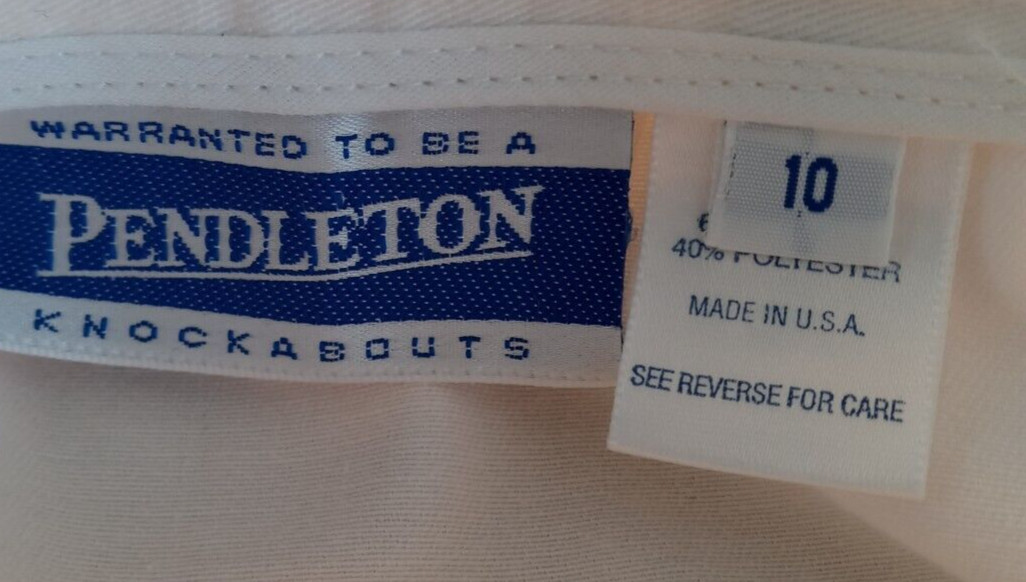 WARRANTED TO BE A
PENDLETON
KNOCKABOUTS
10
40% POLYESTER
MADE IN U.S.A.
SEE REVERSE FOR CARE